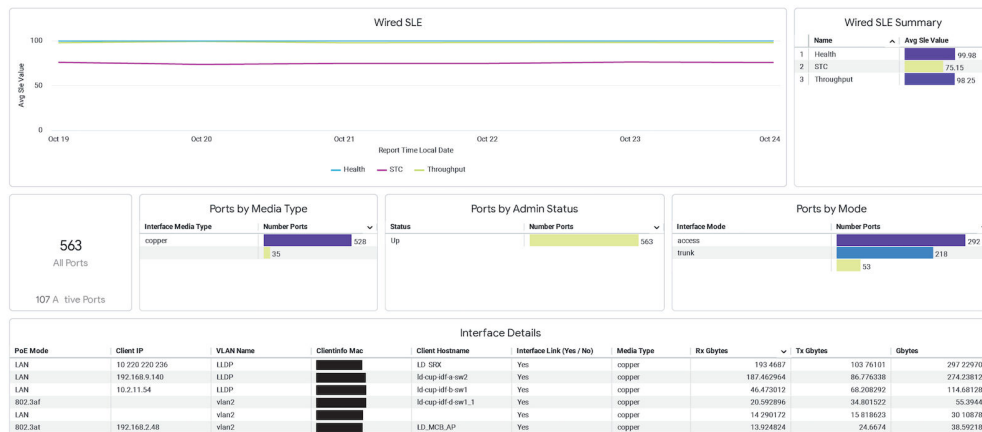 Wired SLE
100
50
0
Avg Sle Value
Oct 19 Oct 20 Oct 21 Oct 22 Oct 23 Oct 24
Report Time Local Date
Health STC Throughput
Wired SLE Summary
Name Avg Sle Value
1 Health 99.98
2 STC 75.15
3 Throughput 98 25
563
All Ports
107 A tive Ports
Ports by Media Type
Interface Media Type Number Ports
copper 528
35
Ports by Admin Status
Status Number Ports
Up 563
Ports by Mode
Interface Mode Number Ports
access 292
trunk 218
53
Interface Details
PoE Mode Client IP VLAN Name Clientinfo Mac Client Hostname Interface Link (Yes / No) Media Type Rx Gbytes Tx Gbytes Gbytes
LAN 10 220 220 236 LLDP LD SRX Yes copper 193 4687 103 76101 297 22970
LAN 192.168.9.140 LLDP ld-cup-idf-a-sw2 Yes copper 187.462964 86.776338 274.23812
LAN 10.2.11.54 LLDP ld-cup-idf-b-sw1 Yes copper 46.473012 68.208292 114.68128
802.3af vlan2 ld-cup-idf-d-sw1_1 Yes copper 20.592896 34.801522 55.3944
LAN vlan2 Yes copper 14 290172 15 818623 30 10878
802.3at 192.168.2.48 vlan2 LD_MCB_AP Yes copper 13.924824 24.6674 38.59218